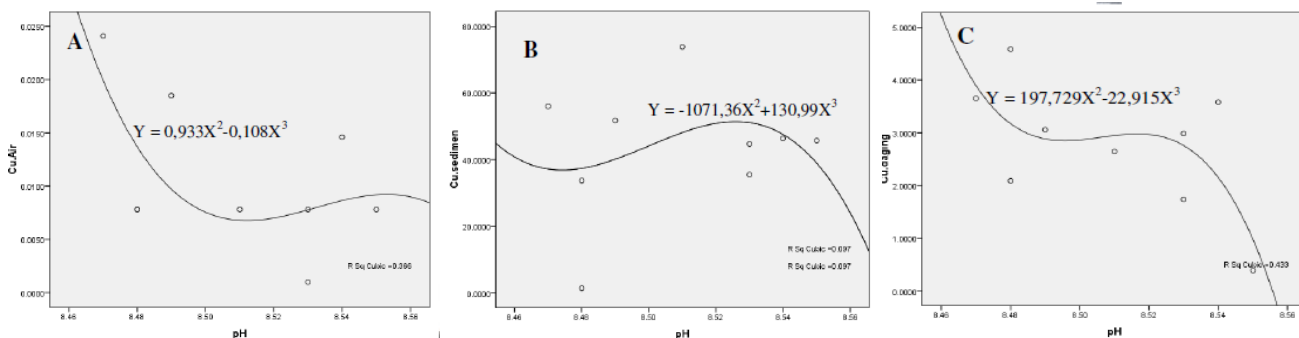 A
Y = 0,933X²-0,108X³
R Sq Cubic =0.366
Cu.Air
0.0250
0.0200
0.0150
0.0100
0.0050
0.0000
8.46
8.48
8.50
8.52
8.54
8.56
pH
B
Y = -1071,36X²+130,99X³
R Sq Cubic =0.097
R Sq Cubic =0.097
Cu.sedimen
80.0000
60.0000
40.0000
20.0000
0.0000
8.46
8.48
8.50
8.52
8.54
8.56
pH
C
Y = 197,729X²-22,915X³
R Sq Cubic =0.439
Cu.daging
5.0000
4.0000
3.0000
2.0000
1.0000
0.0000
8.46
8.48
8.50
8.52
8.54
8.56
pH